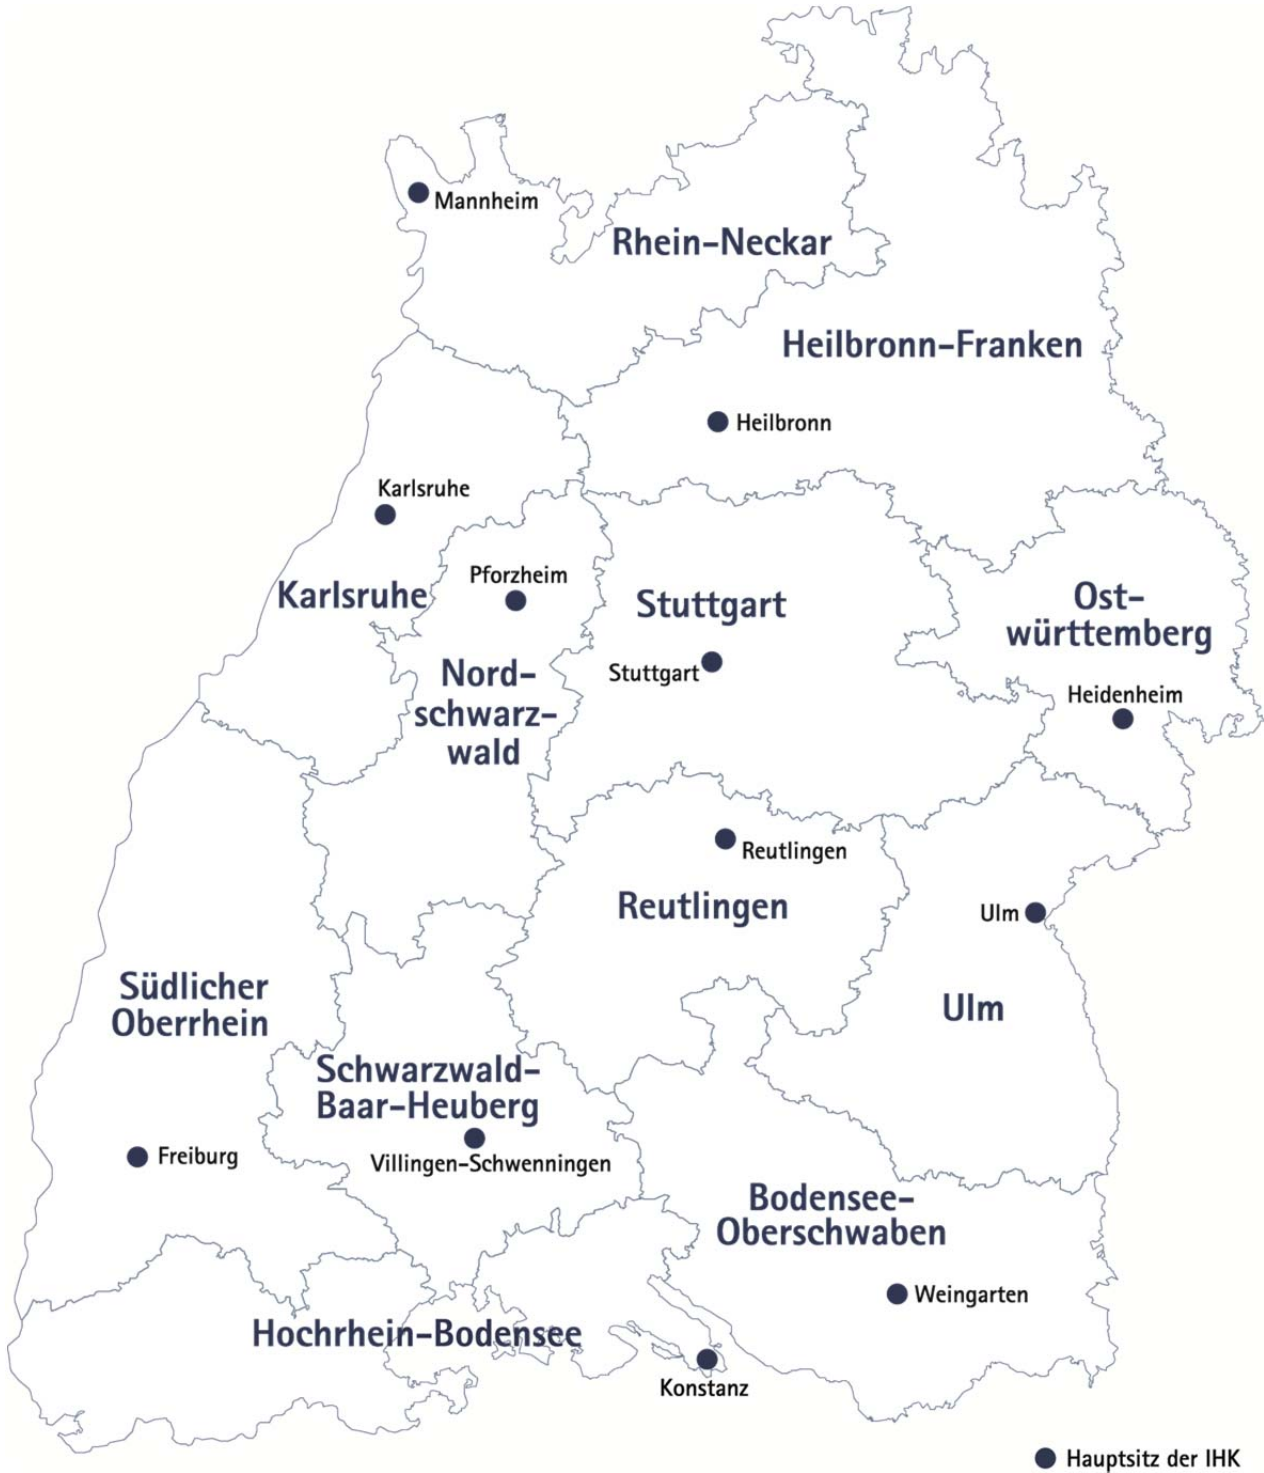 Mannheim
Rhein-Neckar
Heilbronn-Franken
Heilbronn
Karlsruhe
Karlsruhe
Pforzheim
Nord-
schwarz-
wald
Stuttgart
Stuttgart
Ost-
württemberg
Heidenheim
Reutlingen
Reutlingen
Ulm
Ulm
Südlicher
Oberrhein
Schwarzwald-
Baar-Heuberg
Villingen-Schwenningen
Freiburg
Bodensee-
Oberschwaben
Weingarten
Hochrhein-Bodensee
Konstanz
Hauptsitz der IHK